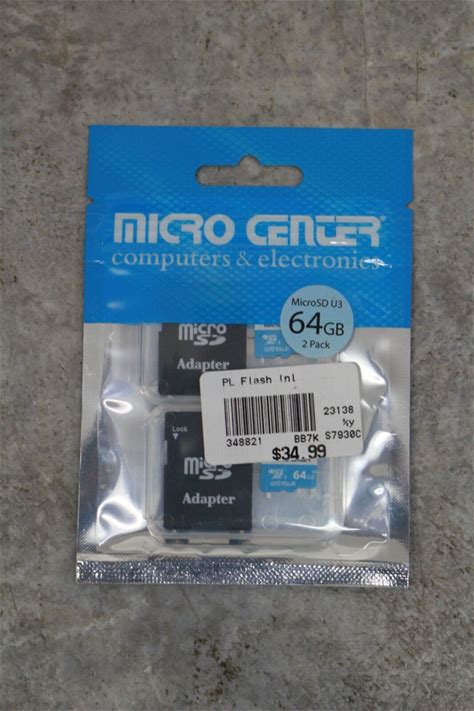 MICRO CENTER
computers & electronics
MicroSD U3
64GB
2 Pack
micro
SD
Adapter
PL Flash Inl
23138
348821
BB7K S7930C
$34.99
Lock
micro
SD
Adapter
64GB